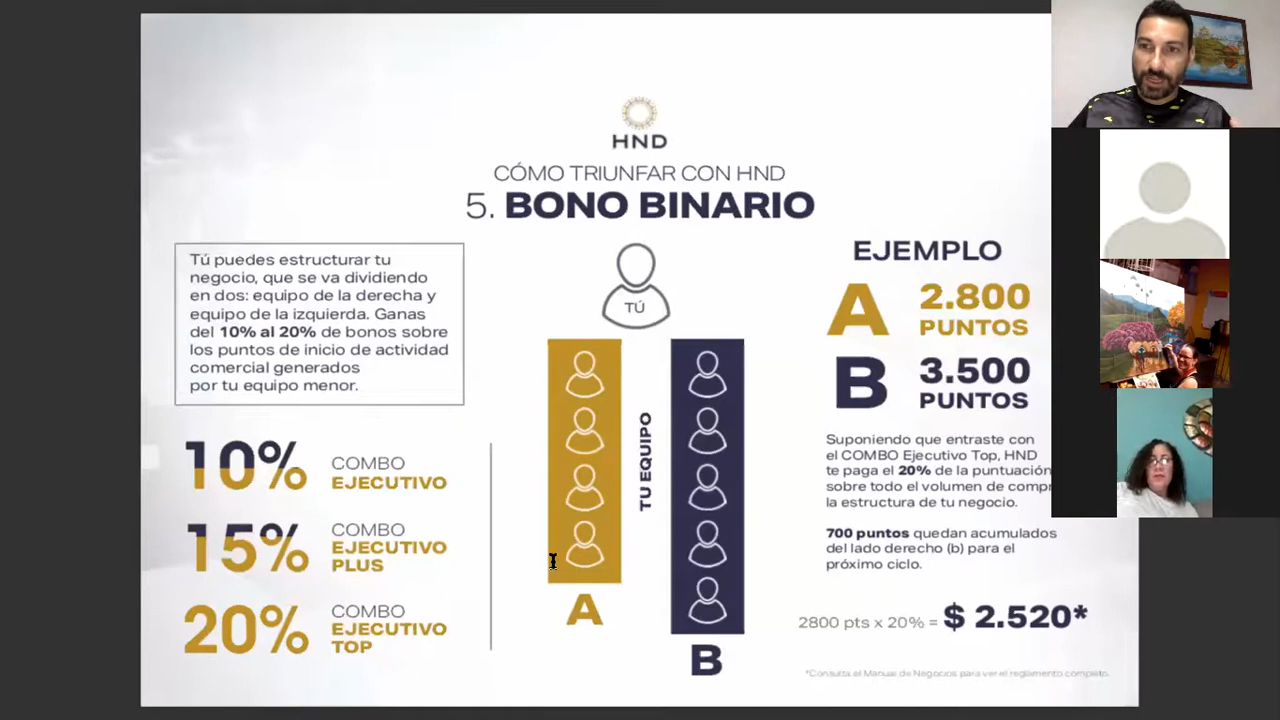 HND
CÓMO TRIUNFAR CON HND
5. BONO BINARIO
Tú puedes estructurar tu
negocio, que se va dividiendo
en dos: equipo de la derecha y
equipo de la izquierda. Ganas
del 10% al 20% de bonos sobre
los puntos de inicio de actividad
comercial generados
por tu equipo menor.
10% COMBO
EJECUTIVO
15% COMBO
EJECUTIVO
PLUS
20% COMBO
EJECUTIVO
TOP
TÚ
TU EQUIPO
A
B
EJEMPLO
A 2.800
PUNTOS
B 3.500
PUNTOS
Suponiendo que entraste con
el COMBO Ejecutivo Top, HND
te paga el 20% de la puntuación
sobre todo el volumen de
la estructura de tu negocio.
700 puntos quedan acumulados
del lado derecho (b) para el
próximo ciclo.
2800 pts x 20% = $ 2.520*
*Consulta el Manual de Negocios para ver el reglamento completo.